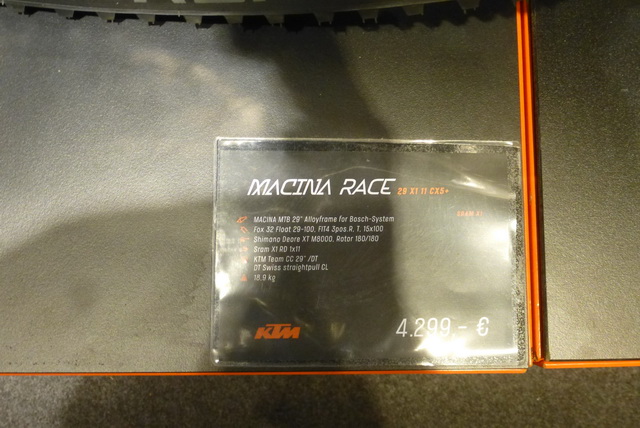 MACINA RACE 29 X1 11 CX5+
SRAM X1
MACINA MTB 29" Alloyframe for Bosch-System
Fox 32 Float 29-100, FIT4 3pos.R. T, 15x100
Shimano Deore XT M8000, Rotor 180/180
Sram X1 RD 1x11
KTM Team CC 29" /DT
DT Swiss straightpull CL
18.9 kg
KTM
4.299 - €